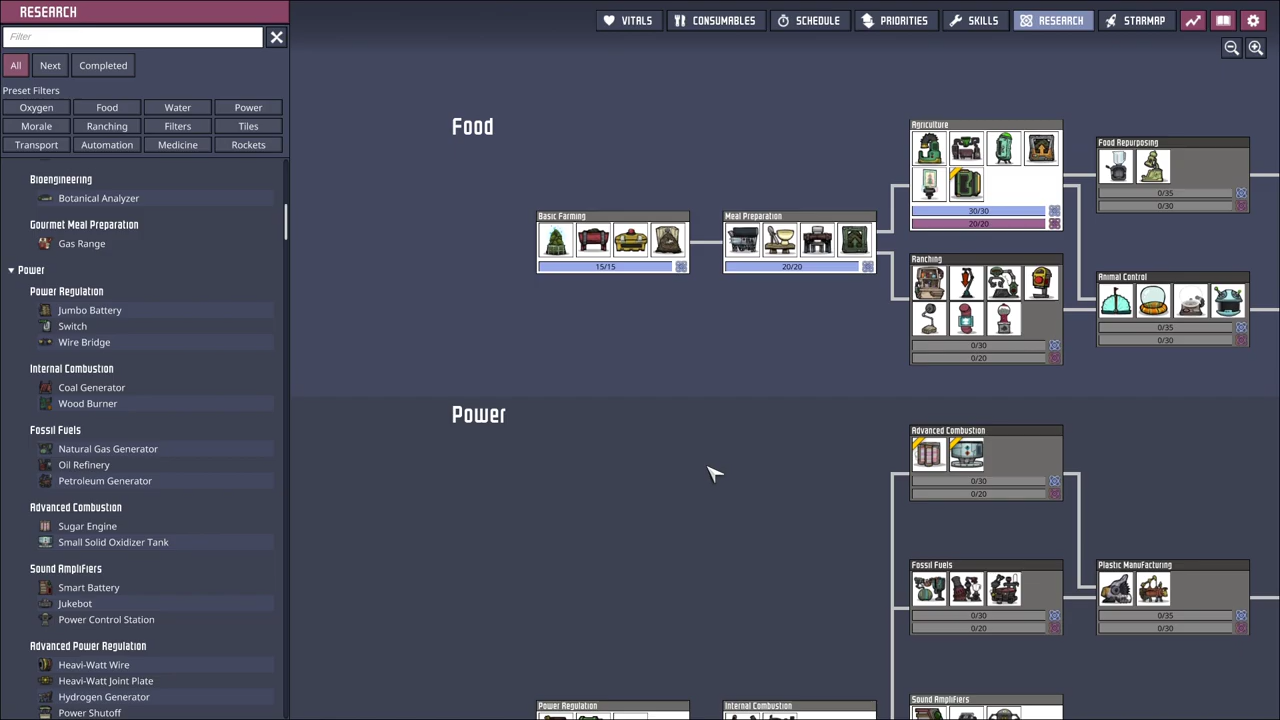 RESEARCH
VITALS
CONSUMABLES
SCHEDULE
PRIORITIES
SKILLS
RESEARCH
STARMAP
Filter
All
Next
Completed
Preset Filters
Oxygen
Food
Water
Power
Morale
Ranching
Filters
Tiles
Transport
Automation
Medicine
Rockets
Bioengineering
Botanical Analyzer
Gourmet Meal Preparation
Gas Range
Power
Power Regulation
Jumbo Battery
Switch
Wire Bridge
Internal Combustion
Coal Generator
Wood Burner
Fossil Fuels
Natural Gas Generator
Oil Refinery
Petroleum Generator
Advanced Combustion
Sugar Engine
Small Solid Oxidizer Tank
Sound Amplifiers
Smart Battery
Jukebot
Power Control Station
Advanced Power Regulation
Heavi-Watt Wire
Heavi-Watt Joint Plate
Hydrogen Generator
Power Shutoff
Food
Basic Farming
15/15
Meal Preparation
20/20
Agriculture
30/30
20/20
Food Repurposing
0/35
0/30
Ranching
0/30
0/20
Animal Control
0/35
0/30
Power
Advanced Combustion
0/30
0/20
Fossil Fuels
0/30
0/20
Plastic Manufacturing
0/35
0/30
Power Regulation
Internal Combustion
Sound Amplifiers